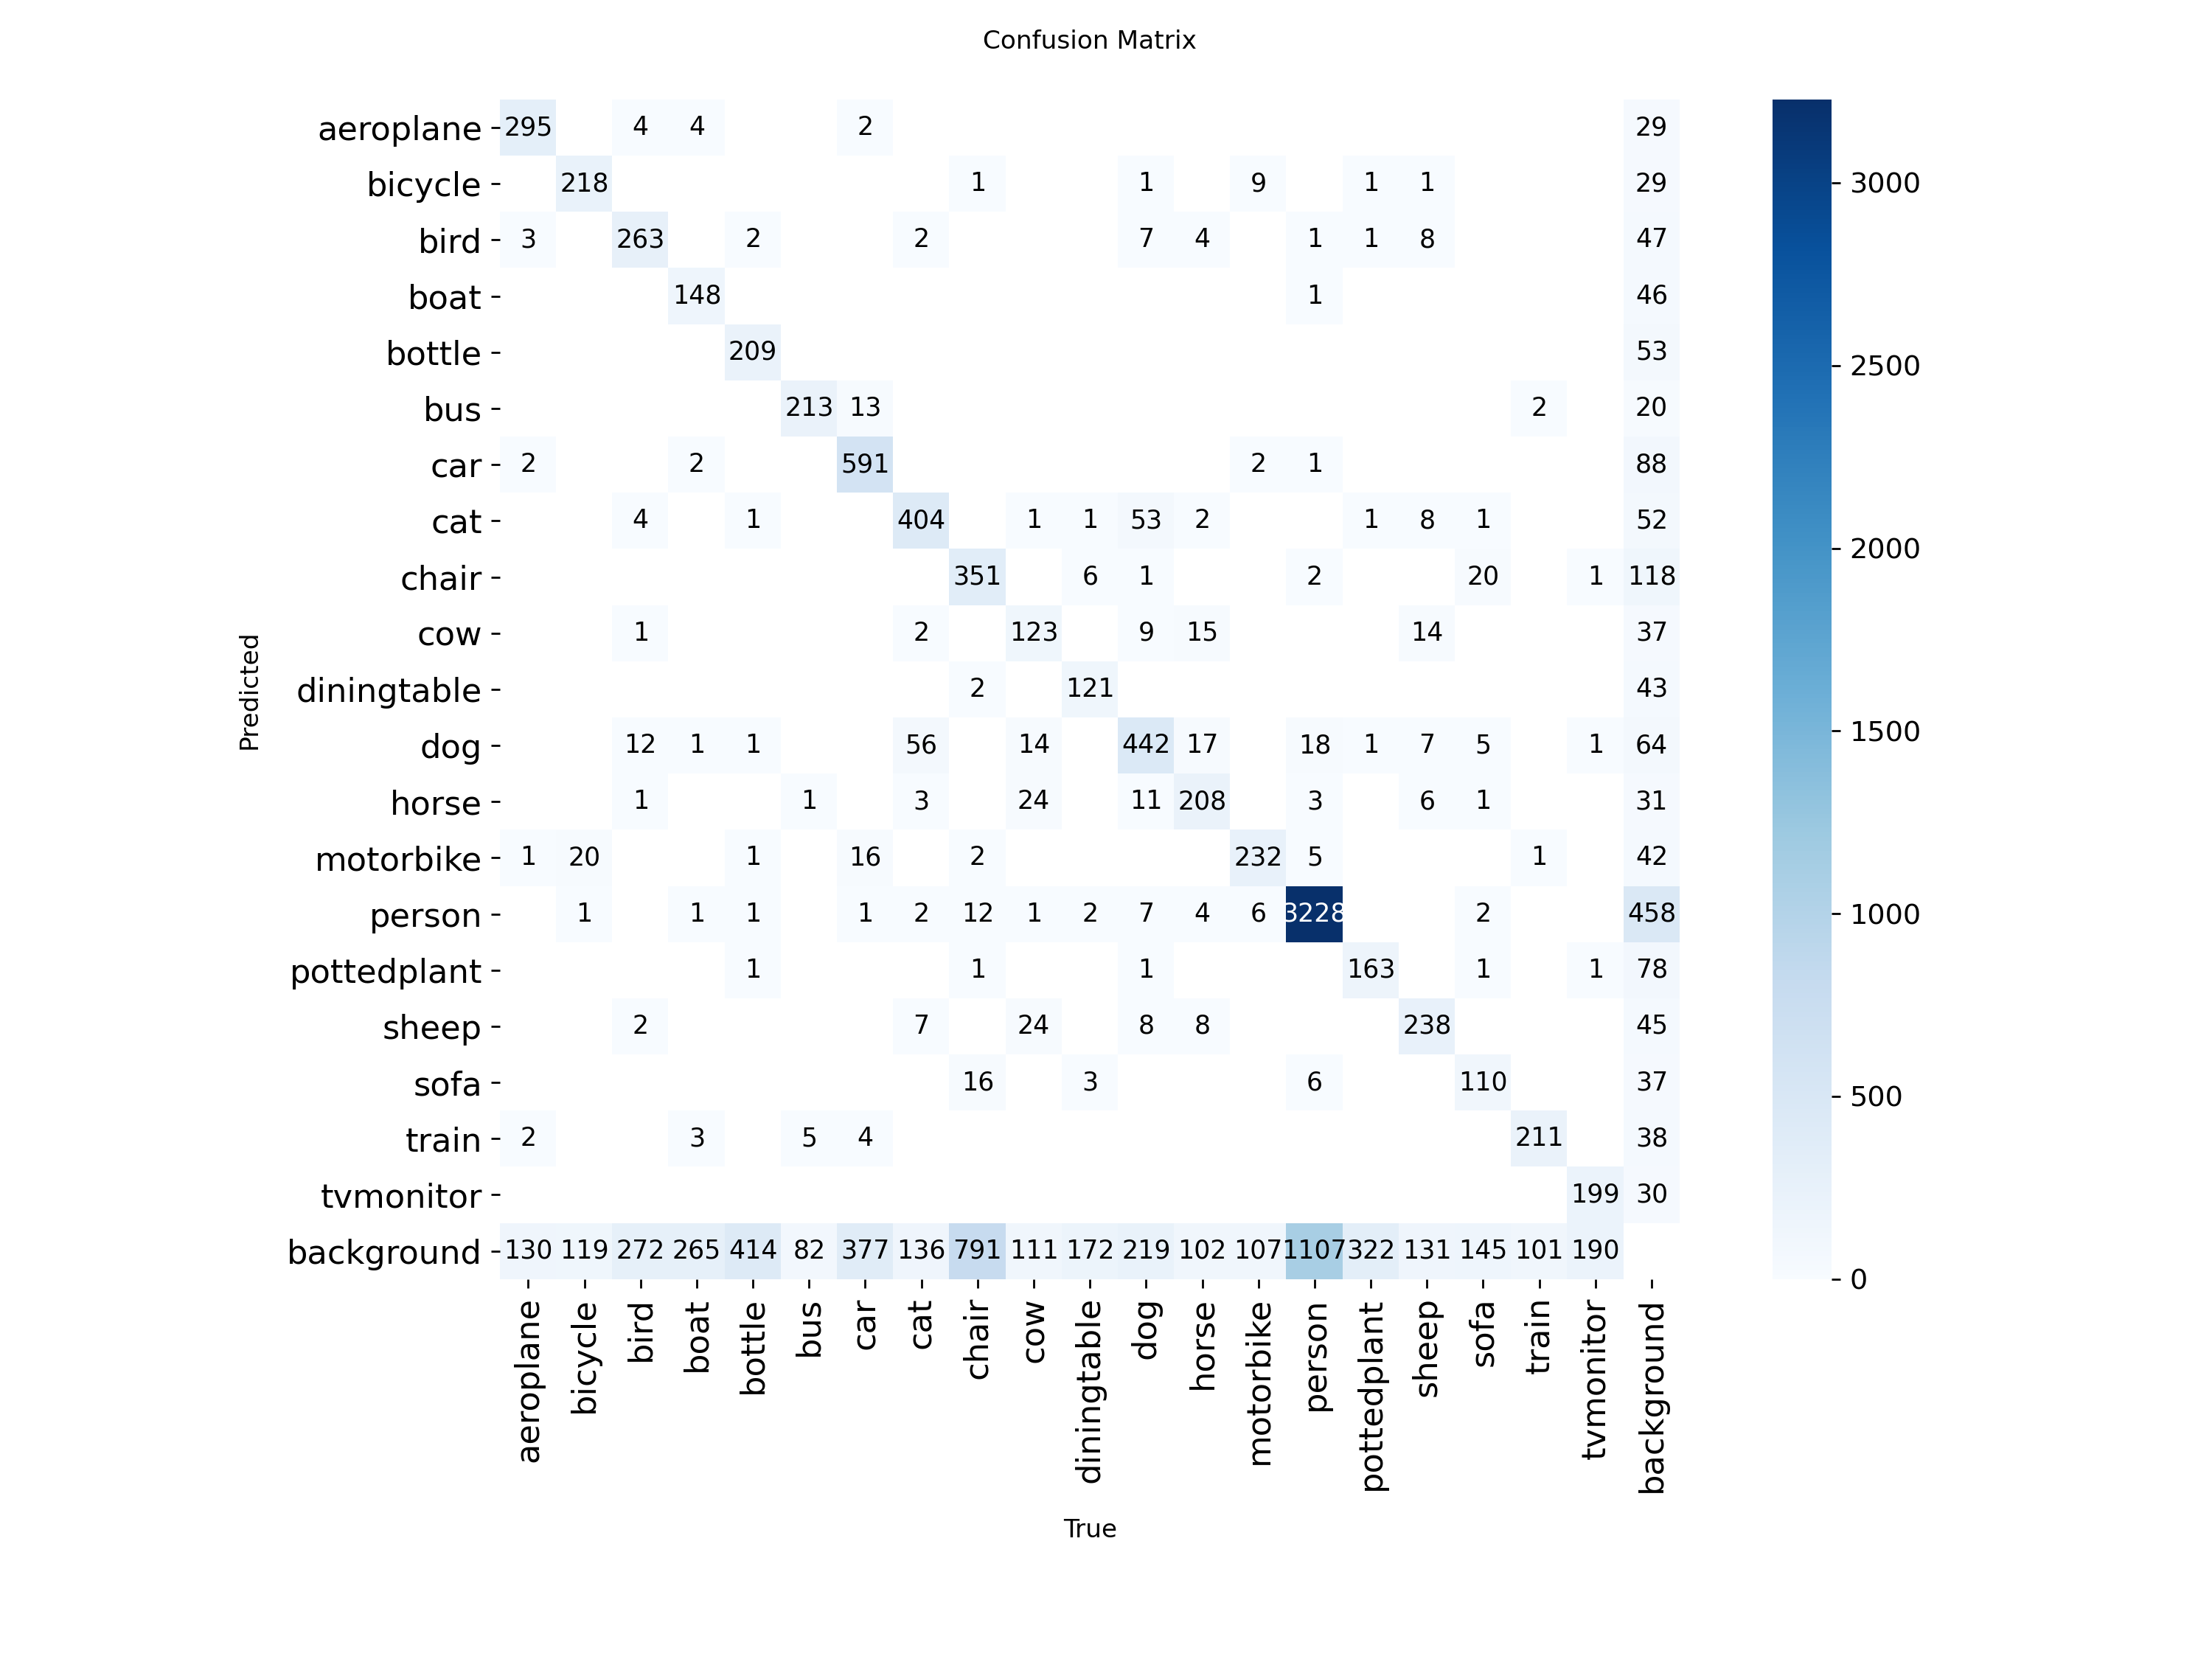 Confusion Matrix
aeroplane 295 4 4 2 29
bicycle 218 1 1 9 1 1 29
3000
bird 3 263 2 2 7 4 1 1 8 47
boat 148 1 46
bottle 209 53
2500
bus 213 13 2 20
car 2 2 591 2 1 88
cat 4 1 404 1 1 53 2 1 8 1 52
2000
chair 351 6 1 2 20 1 118
cow 1 2 123 9 15 14 37
Predicted
diningtable 2 121 43
dog 12 1 1 56 14 442 17 18 1 7 5 1 64
1500
horse 1 1 3 24 11 208 3 6 1 31
motorbike 1 20 1 16 2 232 5 1 42
person 1 1 1 1 2 12 1 2 7 4 6 3228 2 458
1000
pottedplant 1 1 1 163 1 1 78
sheep 2 7 24 8 8 238 45
sofa 16 3 6 110 37
500
train 2 3 5 4 211 38
tvmonitor 199 30
background 130 119 272 265 414 82 377 136 791 111 172 219 102 107 1107 322 131 145 101 190
0
aeroplane bicycle bird boat bottle bus car cat chair cow diningtable dog horse motorbike person pottedplant sheep sofa train tvmonitor background
True